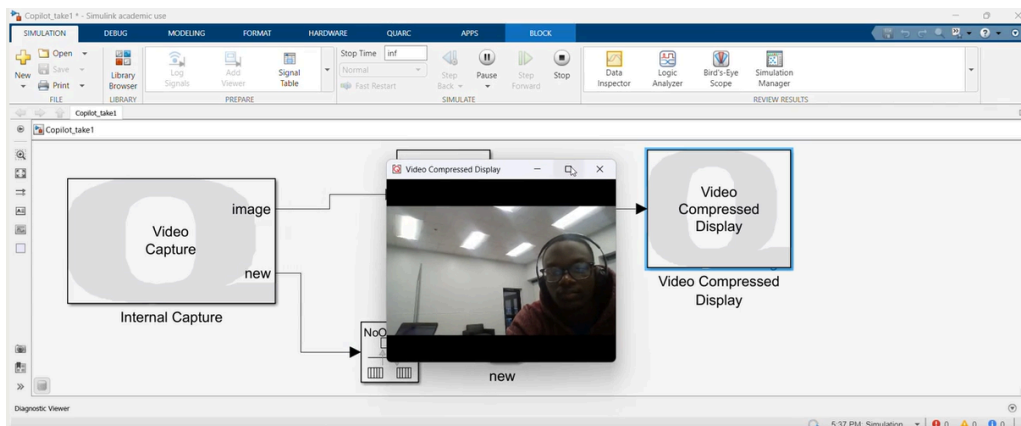 Copilot_take1 * - Simulink academic use
SIMULATION DEBUG MODELING FORMAT HARDWARE QUARC APPS BLOCK
New
Open
Save
Print
FILE
Library Browser
LIBRARY
Log Signals
Add Viewer
Signal Table
PREPARE
Stop Time inf
Normal
Fast Restart
Step Back
Pause
Step Forward
Stop
SIMULATE
Data Inspector
Logic Analyzer
Bird's-Eye Scope
Simulation Manager
REVIEW RESULTS
Copilot_take1
Copilot_take1
Video Capture
image
new
Internal Capture
Video Compressed Display
NoO
new
Video
Compressed
Display
Video Compressed
Display
Diagnostic Viewer
5:37 PM: Simulation
0 0 0